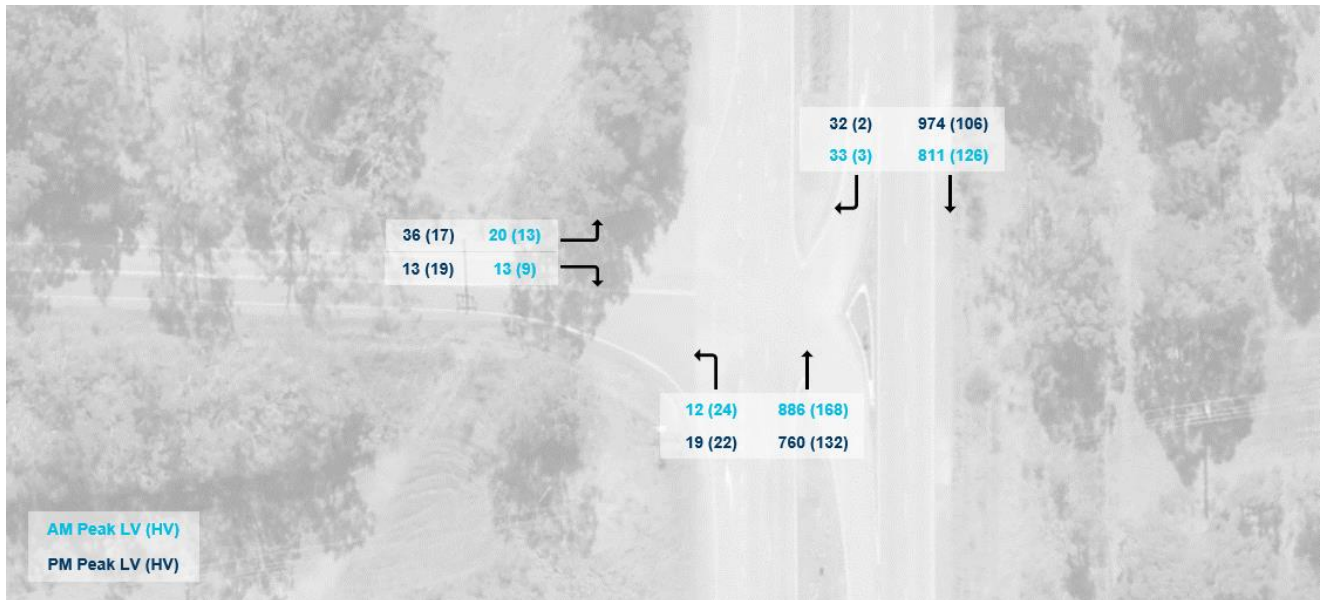 32 (2) 974 (106)
33 (3) 811 (126)
36 (17) 20 (13)
13 (19) 13 (9)
12 (24) 886 (168)
19 (22) 760 (132)
AM Peak LV (HV)
PM Peak LV (HV)